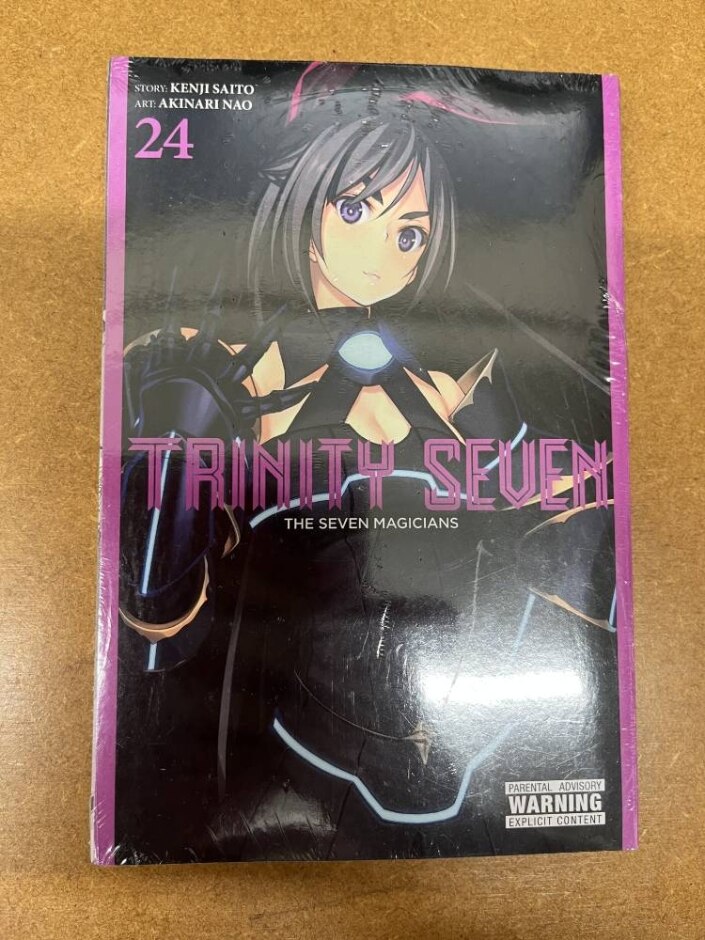 STORY: KENJI SAITO
ART: AKINARI NAO
24
TRINITY SEVEN
THE SEVEN MAGICIANS
PARENTAL ADVISORY
WARNING
EXPLICIT CONTENT